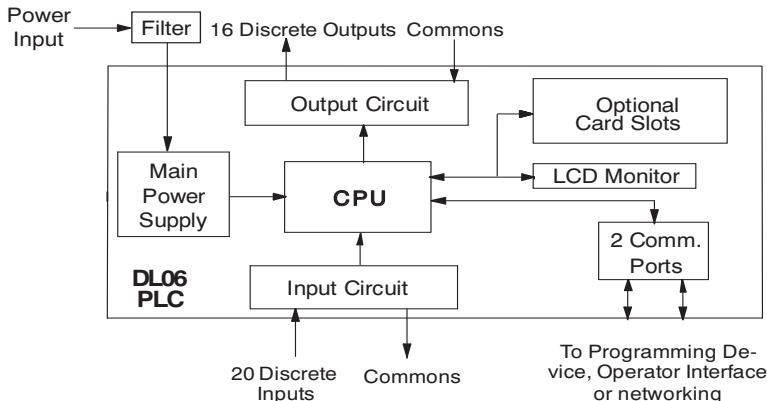 Power
Input
Filter
16 Discrete Outputs
Commons
Output Circuit
Optional
Card Slots
Main
Power
Supply
CPU
LCD Monitor
2 Comm.
Ports
DL06
PLC
Input Circuit
20 Discrete
Inputs
Commons
To Programming De-
vice, Operator Interface
or networking